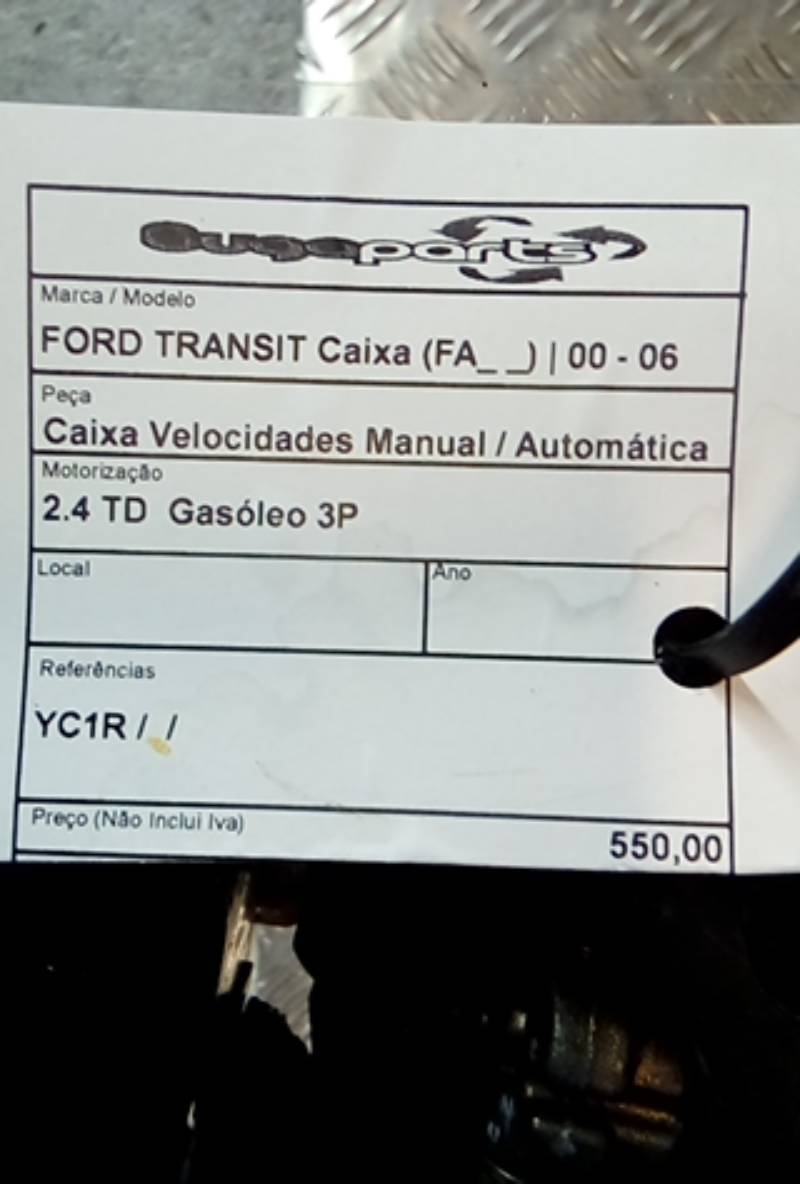 Ougaparts
Marca / Modelo
FORD TRANSIT Caixa (FA_ _) | 00 - 06
Peça
Caixa Velocidades Manual / Automática
Motorização
2.4 TD Gasóleo 3P
Local
Ano
Referências
YC1R / /
Preço (Não Inclui Iva)
550,00